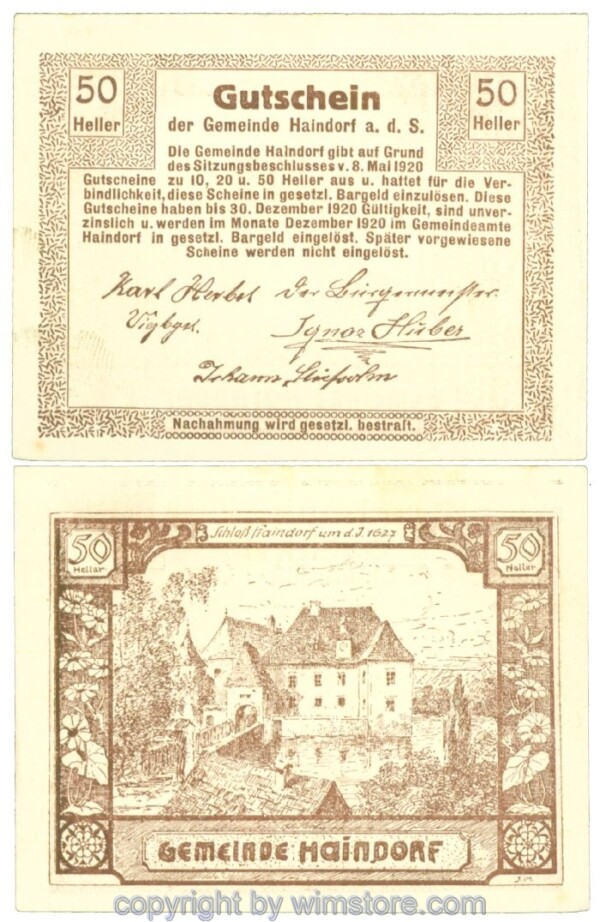 50
Heller
Gutschein
der Gemeinde Haindorf a. d. S.
50
Heller
Die Gemeinde Haindorf gibt auf Grund
des Sitzungsbeschlusses v. 8. Mai 1920
Gutscheine zu 10, 20 u. 50 Heller aus u. hattet für die Ver-
bindlichkeit, diese Scheine in gesetzl. Bargeld einzulösen. Diese
Gutscheine haben bis 30. Dezember 1920 Gültigkeit, sind unver-
zinslich u. werden im Monate Dezember 1920 im Gemeindeamte
Haindorf in gesetzl. Bargeld eingelöst. Später vorgewiesene
Scheine werden nicht eingelöst.
Karl Herbst Der Bürgermeister
Vizbgst. Ignaz Huber
Johann
Nachahmung wird gesetzl. bestraft.
50
Heller
Schloß Haindorf um d. J. 1627
50
Heller
GEMEINDE HAINDORF
copyright by wimstore.com